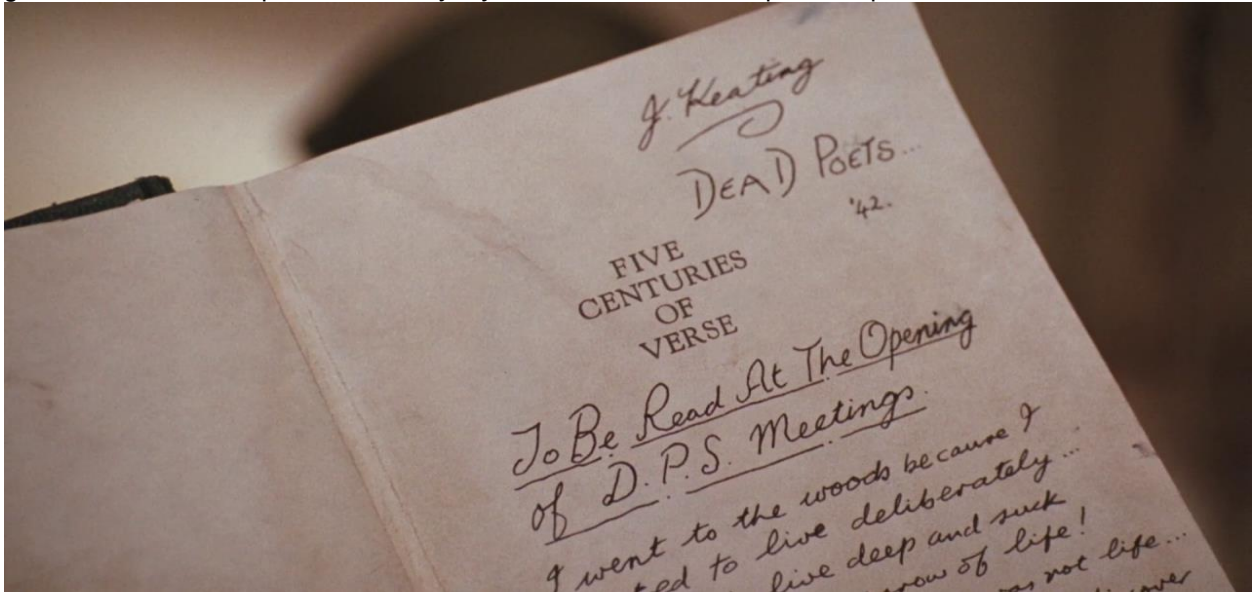 J. Keating
DEAD POETS...
'42.
FIVE
CENTURIES
OF
VERSE
To Be Read At The Opening
of D.P.S. Meetings.
I went to the woods because I
to live deliberately...
live deep and suck
of life!
not life...